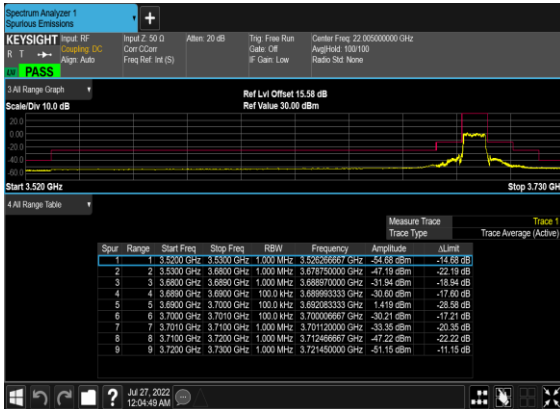 Spectrum Analyzer 1
Spurious Emissions
KEYSIGHT
R T
LM PASS
Input: RF
Coupling: DC
Align: Auto
Input Z: 50 Ω
Corr CCorr
Freq Ref: Int (S)
Atten: 20 dB
Trig: Free Run
Gate: Off
IF Gain: Low
Center Freq: 22.005000000 GHz
Avg|Hold: 100/100
Radio Std: None
3 All Range Graph
Scale/Div 10.0 dB
Ref Lvl Offset 15.58 dB
Ref Value 30.00 dBm
20.0
0.00
-20.0
-40.0
-60.0
Start 3.520 GHz
Stop 3.730 GH
4 All Range Table
Measure Trace Trace 1
Trace Type Trace Average (Active)
Spur Range Start Freq Stop Freq RBW Frequency Amplitude ΔLimit
1 1 3.5200 GHz 3.5300 GHz 1.000 MHz 3.526266667 GHz -54.68 dBm -14.68 dB
2 2 3.5300 GHz 3.6800 GHz 1.000 MHz 3.678750000 GHz -47.19 dBm -22.19 dB
3 3 3.6800 GHz 3.6890 GHz 1.000 MHz 3.688970000 GHz -31.94 dBm -18.94 dB
4 4 3.6890 GHz 3.6900 GHz 100.0 kHz 3.689993333 GHz -30.60 dBm -17.60 dB
5 5 3.6900 GHz 3.7000 GHz 100.0 kHz 3.692083333 GHz 1.419 dBm -28.58 dB
6 6 3.7000 GHz 3.7010 GHz 100.0 kHz 3.700006667 GHz -30.21 dBm -17.21 dB
7 7 3.7010 GHz 3.7100 GHz 1.000 MHz 3.701120000 GHz -33.35 dBm -20.35 dB
8 8 3.7100 GHz 3.7200 GHz 1.000 MHz 3.712466667 GHz -47.22 dBm -22.22 dB
9 9 3.7200 GHz 3.7300 GHz 1.000 MHz 3.721450000 GHz -51.15 dBm -11.15 dB
Jul 27, 2022
12:04:49 AM